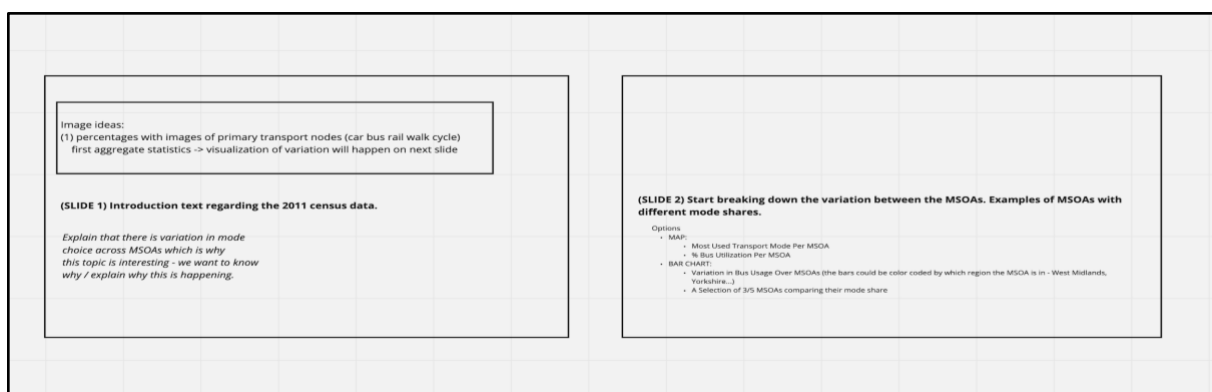 Image ideas:
(1) percentages with images of primary transport nodes (car bus rail walk cycle)
first aggregate statistics -> visualization of variation will happen on next slide
(SLIDE 1) Introduction text regarding the 2011 census data.
Explain that there is variation in mode
choice across MSOAs which is why
this topic is interesting - we want to know
why / explain why this is happening.
(SLIDE 2) Start breaking down the variation between the MSOAs. Examples of MSOAs with
different mode shares.
Options
• MAP:
• Most Used Transport Mode Per MSOA
• % Bus Utilization Per MSOA
• BAR CHART:
• Variation in Bus Usage Over MSOAs (the bars could be color coded by which region the MSOA is in - West Midlands,
Yorkshire...)
• A Selection of 3/5 MSOAs comparing their mode share